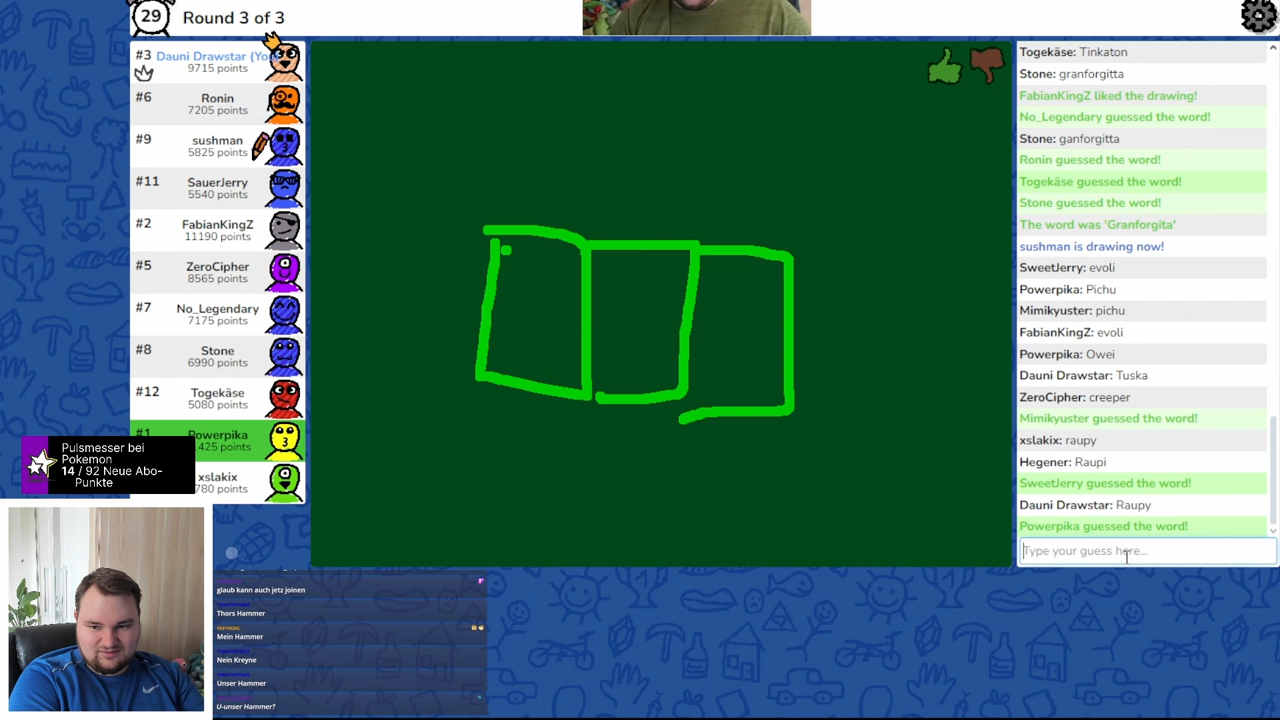 29
Round 3 of 3
#3
Dauni Drawstar (You
9715 points
#6
Ronin
7205 points
#9
sushman
5825 points
#11
SauerJerry
5540 points
#2
FabianKingZ
11190 points
#5
ZeroCipher
8565 points
#7
No_Legendary
7175 points
#8
Stone
6990 points
#12
Togekäse
5080 points
#1
Powerpika
425 points
xslakix
780 points
Pulsmesser bei
Pokemon
14 / 92 Neue Abo-
Punkte
glaub kann auch jetz joinen
Thors Hammer
Mein Hammer
Nein Kreyne
Unser Hammer
U-unser Hammer?
Togekäse: Tinkaton
Stone: granforgitta
FabianKingZ liked the drawing!
No_Legendary guessed the word!
Stone: ganforgitta
Ronin guessed the word!
Togekäse guessed the word!
Stone guessed the word!
The word was 'Granforgita'
sushman is drawing now!
SweetJerry: evoli
Powerpika: Pichu
Mimikyuster: pichu
FabianKingZ: evoli
Powerpika: Owei
Dauni Drawstar: Tuska
ZeroCipher: creeper
Mimikyuster guessed the word!
xslakix: raupy
Hegener: Raupi
SweetJerry guessed the word!
Dauni Drawstar: Raupy
Powerpika guessed the word!
Type your guess here...